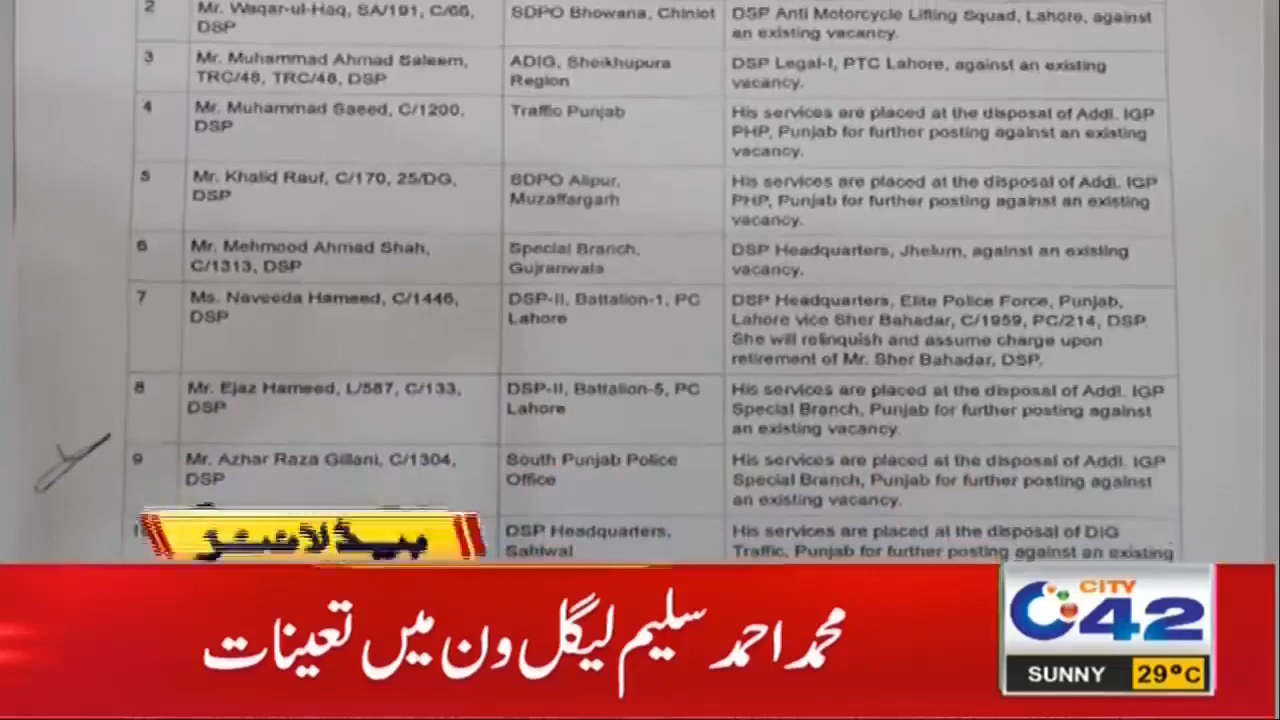 2 Mr. Waqar-ul-Haq, SA/191, C/66, SDPO Bhowana, Chiniot DSP Anti Motorcycle Lifting Squad, Lahore, against
DSP an existing vacancy.
3 Mr. Muhammad Ahmad Saleem, ADIG, Sheikhupura DSP Legal-I, PTC Lahore, against an existing
TRC/48, TRC/48, DSP Region vacancy.
4 Mr. Muhammad Saeed, C/1200, Traffic Punjab His services are placed at the disposal of Addl. IGP
DSP PHP, Punjab for further posting against an existing
vacancy.
5 Mr. Khalid Rauf, C/170, 25/DG, SDPO Alipur, His services are placed at the disposal of Addl. IGP
DSP Muzaffargarh PHP, Punjab for further posting against an existing
vacancy.
6 Mr. Mehmood Ahmad Shah, Special Branch, DSP Headquarters, Jhelum, against an existing
C/1313, DSP Gujranwala vacancy.
7 Ms. Naveeda Hameed, C/1446, DSP-II, Battalion-1, PC DSP Headquarters, Elite Police Force, Punjab,
DSP Lahore Lahore vice Sher Bahadar, C/1959, PC/214, DSP.
She will relinquish and assume charge upon
retirement of Mr. Sher Bahadar, DSP.
8 Mr. Ejaz Hameed, L/587, C/133, DSP-II, Battalion-5, PC His services are placed at the disposal of Addl. IGP
DSP Lahore Special Branch, Punjab for further posting against
an existing vacancy.
9 Mr. Azhar Raza Gillani, C/1304, South Punjab Police His services are placed at the disposal of Addl. IGP
DSP Office Special Branch, Punjab for further posting against
an existing vacancy.
DSP Headquarters, His services are placed at the disposal of DIG
Sahiwal Traffic, Punjab for further posting against an existing
ہیڈلائنز
محمد احمد سلیم لیگل ون میں تعینات
CITY
42
SUNNY 29°C